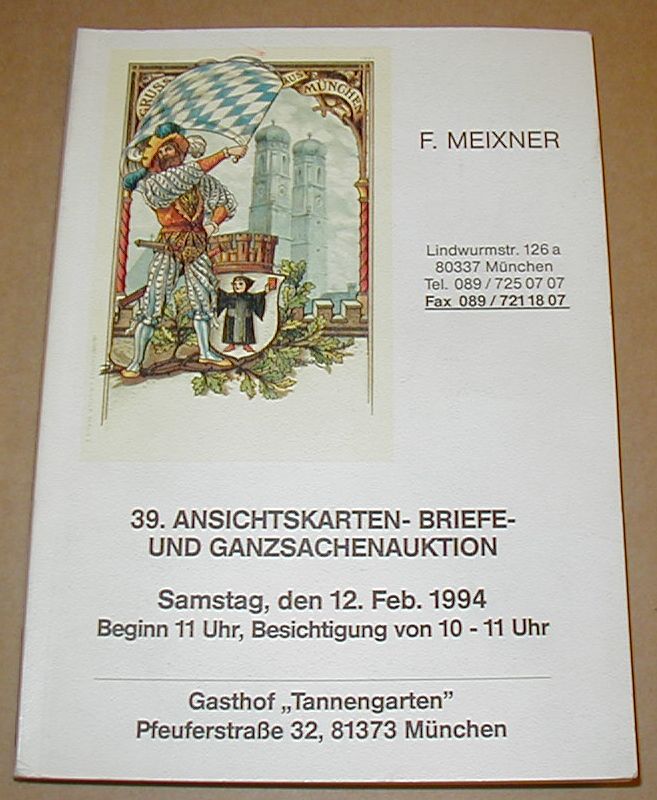 GRUSS AUS MÜNCHEN
F. MEIXNER
Lindwurmstr. 126 a
80337 München
Tel. 089 / 725 07 07
Fax 089 / 721 18 07
39. ANSICHTSKARTEN- BRIEFE-
UND GANZSACHENAUKTION
Samstag, den 12. Feb. 1994
Beginn 11 Uhr, Besichtigung von 10 - 11 Uhr
Gasthof „Tannengarten”
Pfeuferstraße 32, 81373 München